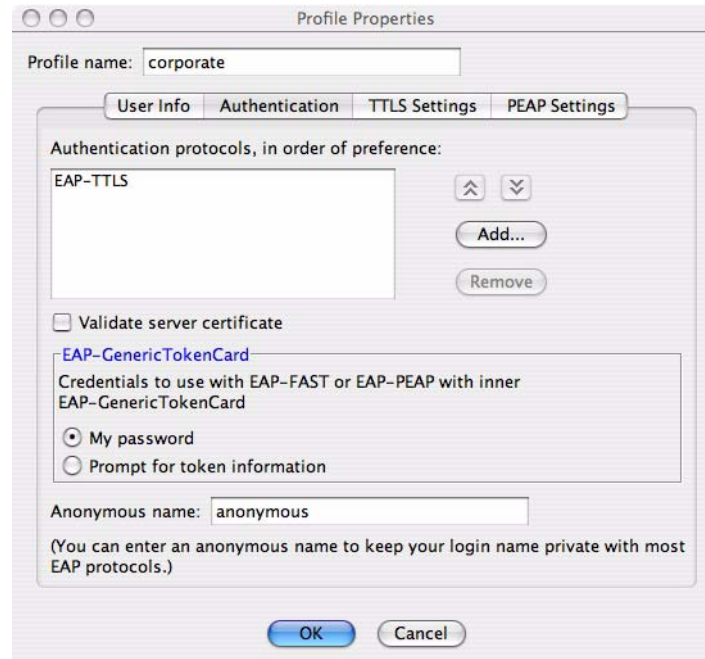 Profile Properties
Profile name: corporate
User Info Authentication TTLS Settings PEAP Settings
Authentication protocols, in order of preference:
EAP-TTLS
Add...
Remove
Validate server certificate
EAP-GenericTokenCard
Credentials to use with EAP-FAST or EAP-PEAP with inner
EAP-GenericTokenCard
My password
Prompt for token information
Anonymous name: anonymous
(You can enter an anonymous name to keep your login name private with most
EAP protocols.)
OK Cancel